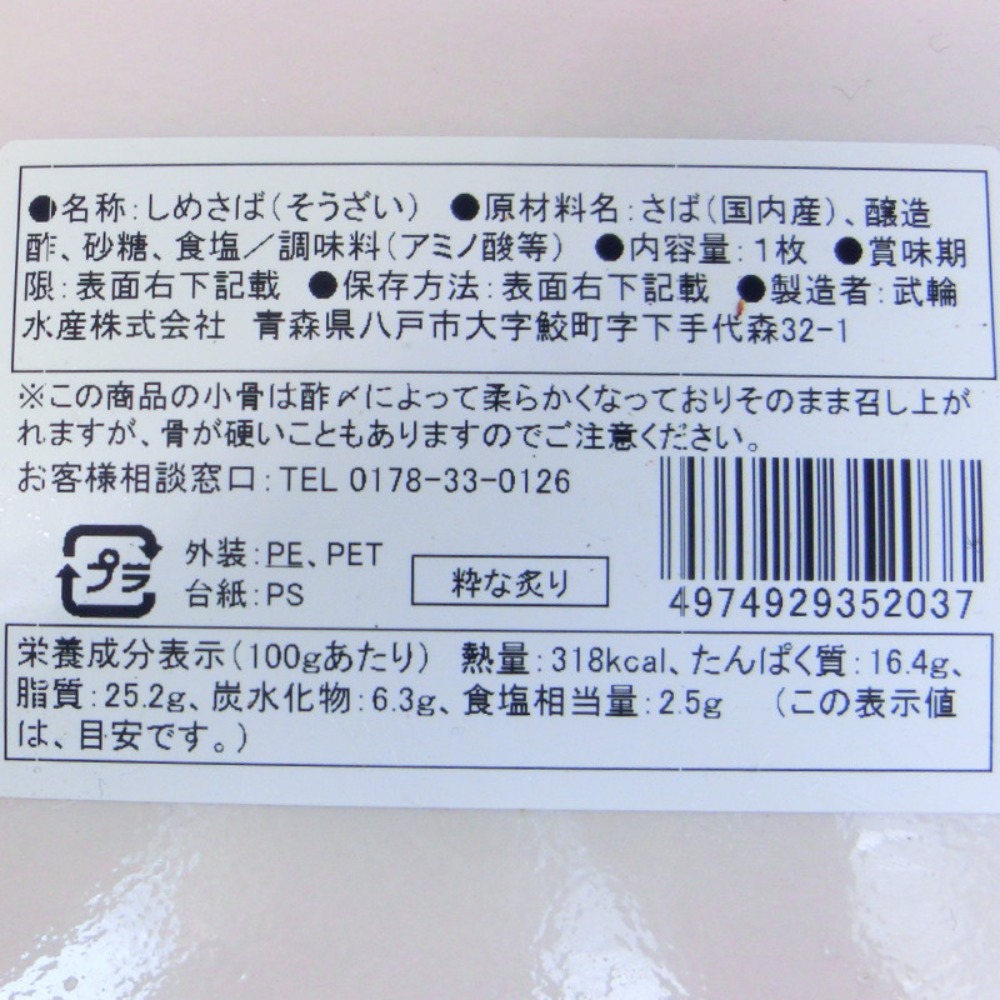 ●名称:しめさば(そうざい) ●原材料名:さば(国内産)、醸造
酢、砂糖、食塩/調味料(アミノ酸等) ●内容量:1枚 ●賞味期
限:表面右下記載 ●保存方法:表面右下記載 ●製造者:武輪
水産株式会社 青森県八戸市大字鮫町字下手代森32-1
※この商品の小骨は酢〆によって柔らかくなっておりそのまま召し上が
れますが、骨が硬いこともありますのでご注意ください。
お客様相談窓口:TEL 0178-33-0126
プラ
外装:PE、PET
台紙:PS
粋な炙り
4974929352037
栄養成分表示(100gあたり) 熱量:318kcal、たんぱく質:16.4g、
脂質:25.2g、炭水化物:6.3g、食塩相当量:2.5g (この表示値
は、目安です。)